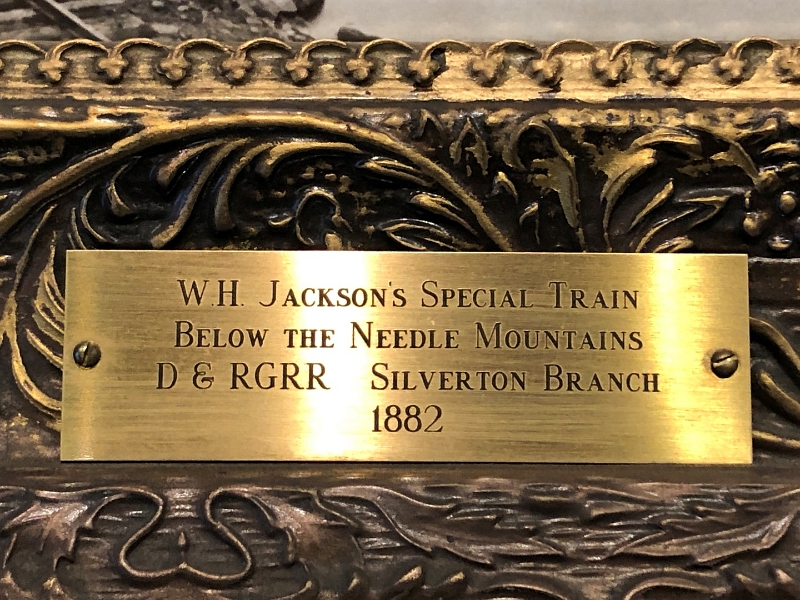 W.H. Jackson's Special Train
Below the Needle Mountains
D & RGRR Silverton Branch
1882